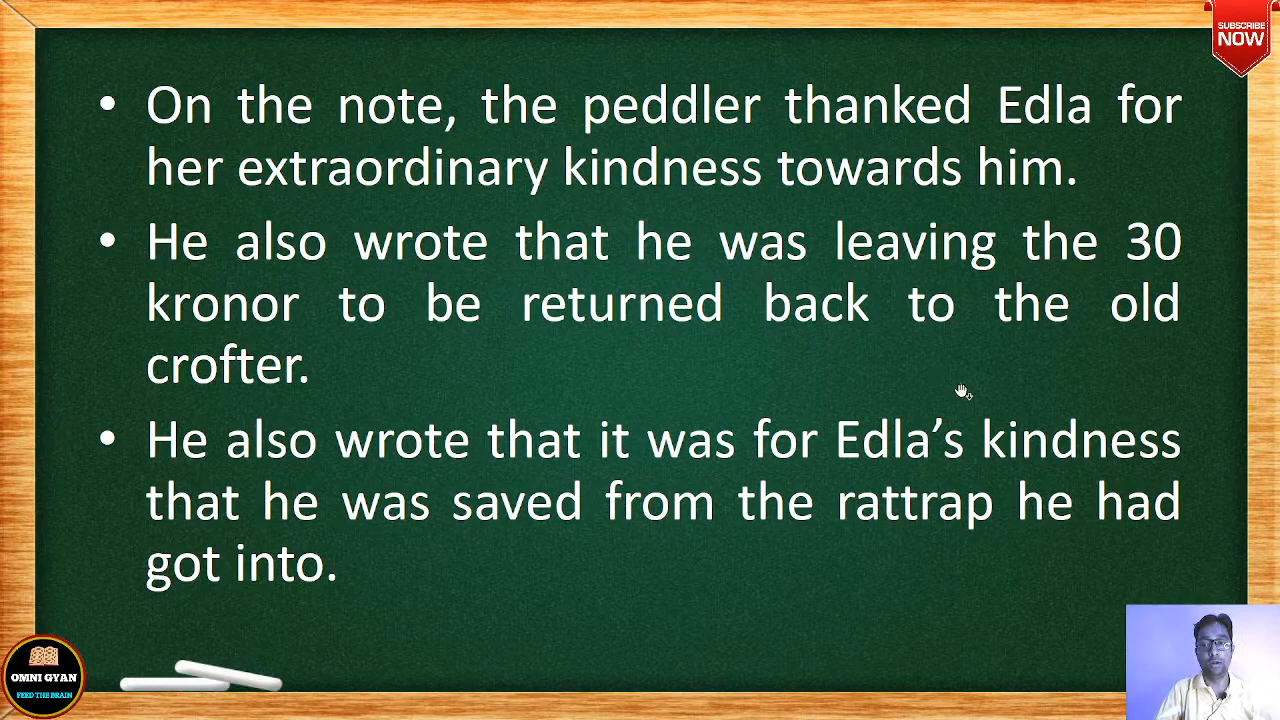 SUBSCRIBE
NOW
• On the note, the peddler thanked Edla for
her extraordinary kindness towards him.
• He also wrote that he was leaving the 30
kronor to be returned back to the old
crofter.
• He also wrote that it was for Edla’s kindness
that he was saved from the rattrap he had
got into.
OMNI GYAN
FEED THE BRAIN